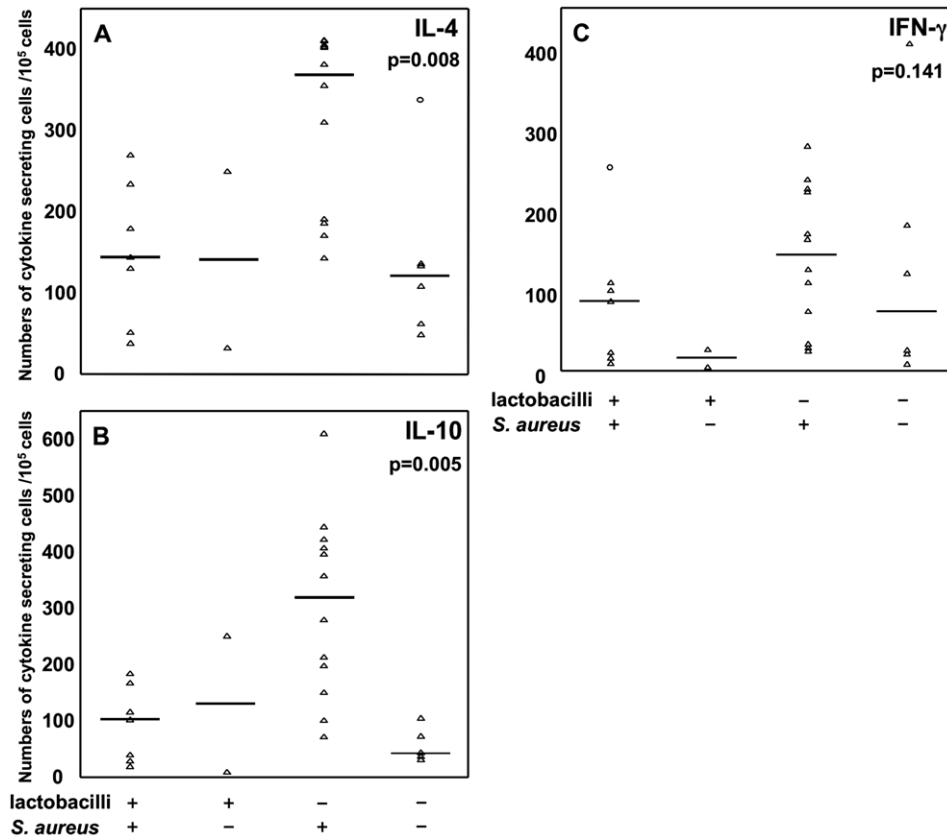 A
IL-4
p=0.008
Numbers of cytokine secreting cells /10⁵ cells
400
300
200
100
0
B
IL-10
p=0.005
Numbers of cytokine secreting cells /10⁵ cells
600
500
400
300
200
100
0
lactobacilli + + − −
S. aureus + − + −
C
IFN-γ
p=0.141
400
300
200
100
0
lactobacilli + + − −
S. aureus + − + −